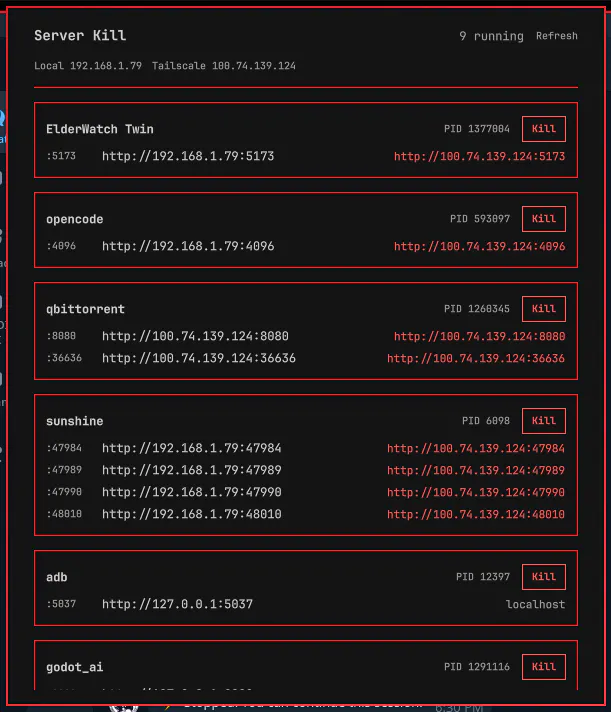 Server Kill 9 running Refresh
Local 192.168.1.79 Tailscale 100.74.139.124
ElderWatch Twin PID 1377004 Kill
:5173 http://192.168.1.79:5173 http://100.74.139.124:5173
opencode PID 593097 Kill
:4096 http://192.168.1.79:4096 http://100.74.139.124:4096
qbittorrent PID 1260345 Kill
:8080 http://100.74.139.124:8080 http://100.74.139.124:8080
:36636 http://100.74.139.124:36636 http://100.74.139.124:36636
sunshine PID 6098 Kill
:47984 http://192.168.1.79:47984 http://100.74.139.124:47984
:47989 http://192.168.1.79:47989 http://100.74.139.124:47989
:47990 http://192.168.1.79:47990 http://100.74.139.124:47990
:48010 http://192.168.1.79:48010 http://100.74.139.124:48010
adb PID 12397 Kill
:5037 http://127.0.0.1:5037 localhost
godot_ai PID 1291116 Kill
6:30 PM